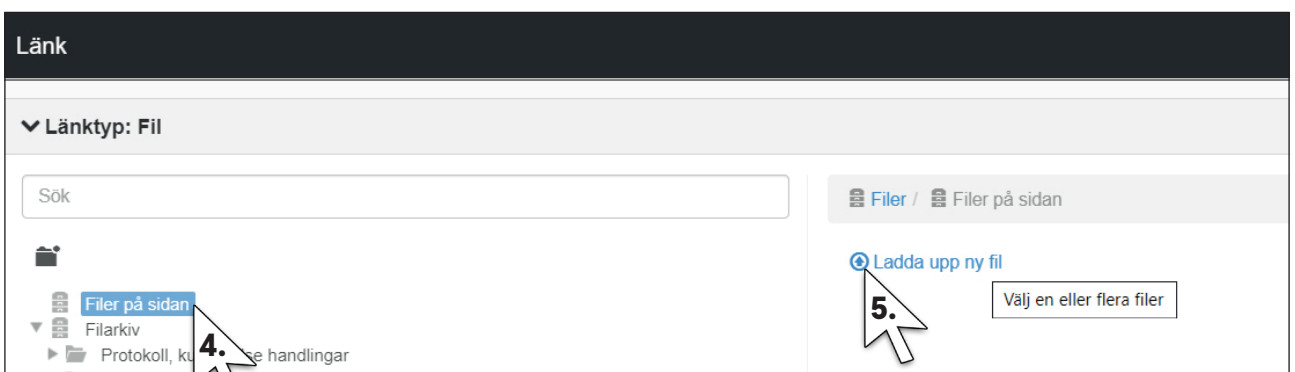 Länk
Länktyp: Fil
Sök
Filer / Filer på sidan
Ladda upp ny fil
Välj en eller flera filer
5.
Filer på sidan
Filarkiv
4.
Protokoll, handlingar